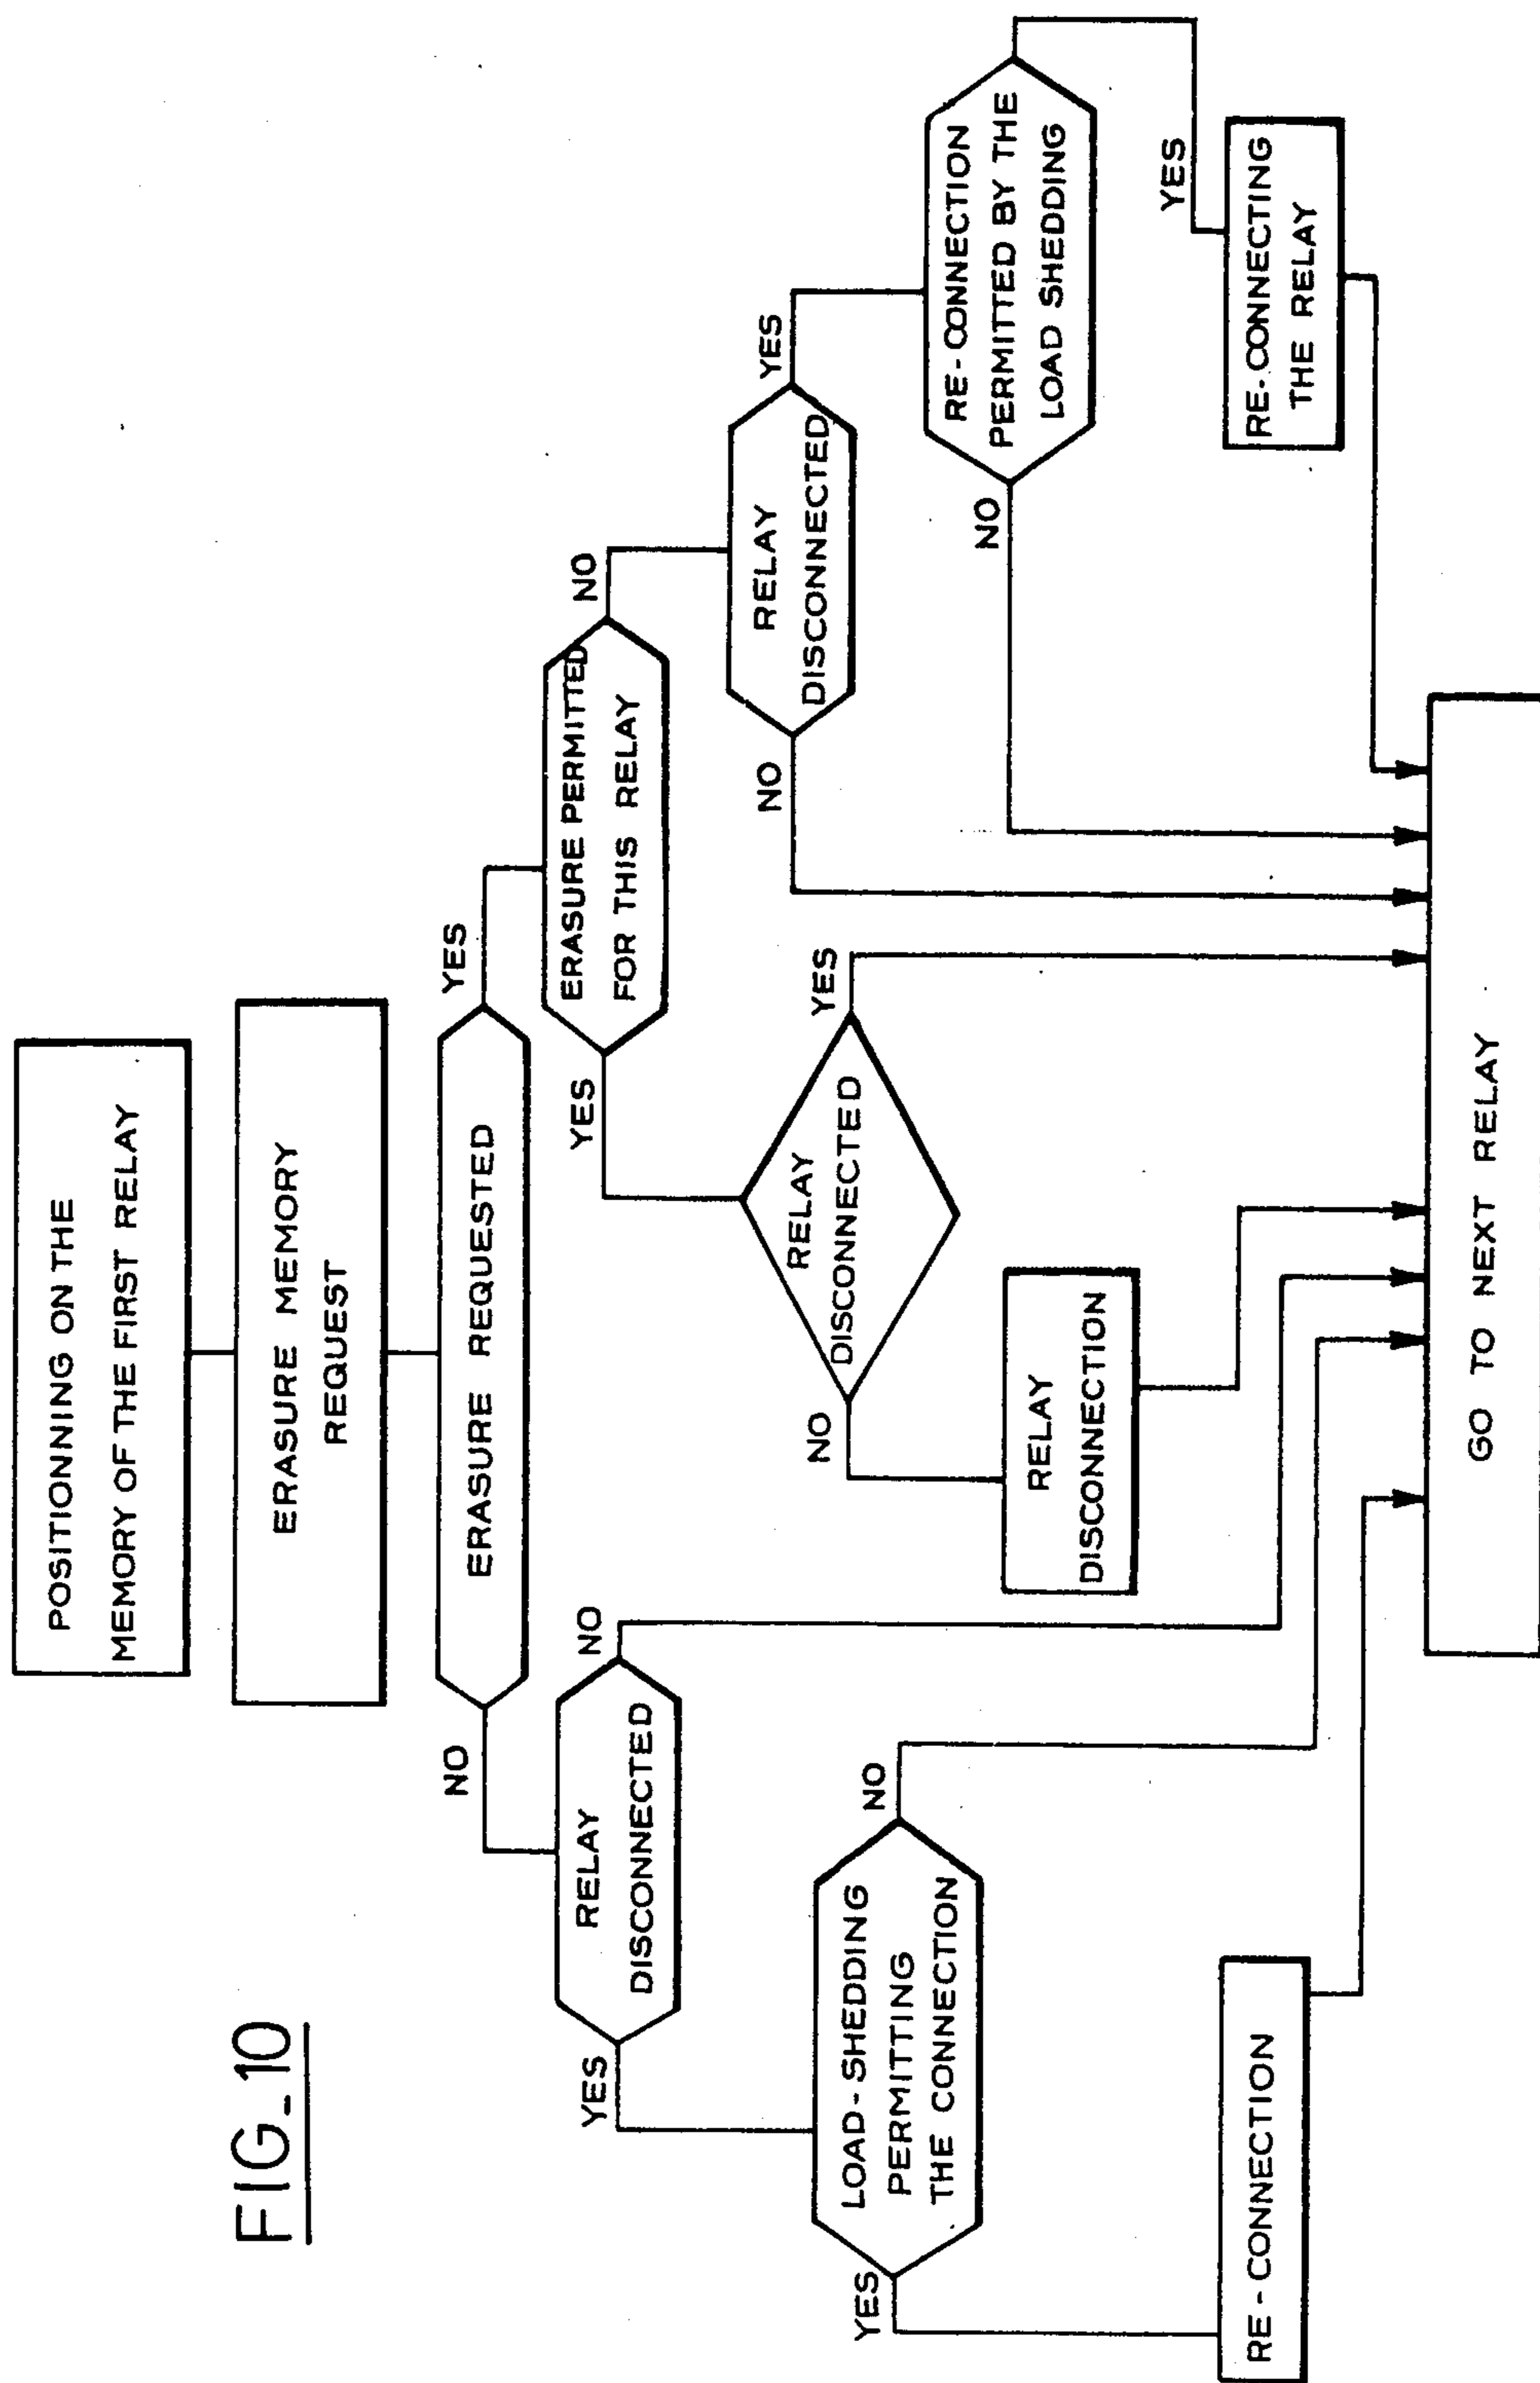 FIG_10
POSITIONNING ON THE
MEMORY OF THE FIRST RELAY
ERASURE MEMORY
REQUEST
ERASURE REQUESTED
NO
YES
RELAY
DISCONNECTED
YES
NO
ERASURE PERMITTED
FOR THIS RELAY
YES
NO
LOAD-SHEDDING
PERMITTING
THE CONNECTION
YES
NO
RELAY
DISCONNECTED
NO
YES
RELAY
DISCONNECTED
NO
YES
RE-CONNECTION
PERMITTED BY THE
LOAD SHEDDING
NO
YES
RE-CONNECTION
RELAY
DISCONNECTION
RE-CONNECTING
THE RELAY
GO TO NEXT RELAY